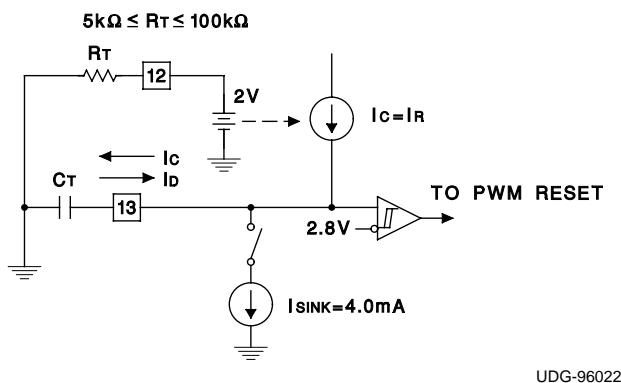 5kΩ ≤ RT ≤ 100kΩ
RT
12
2V
IC=IR
IC
CT
ID
13
TO PWM RESET
2.8V
ISINK=4.0mA
UDG-96022